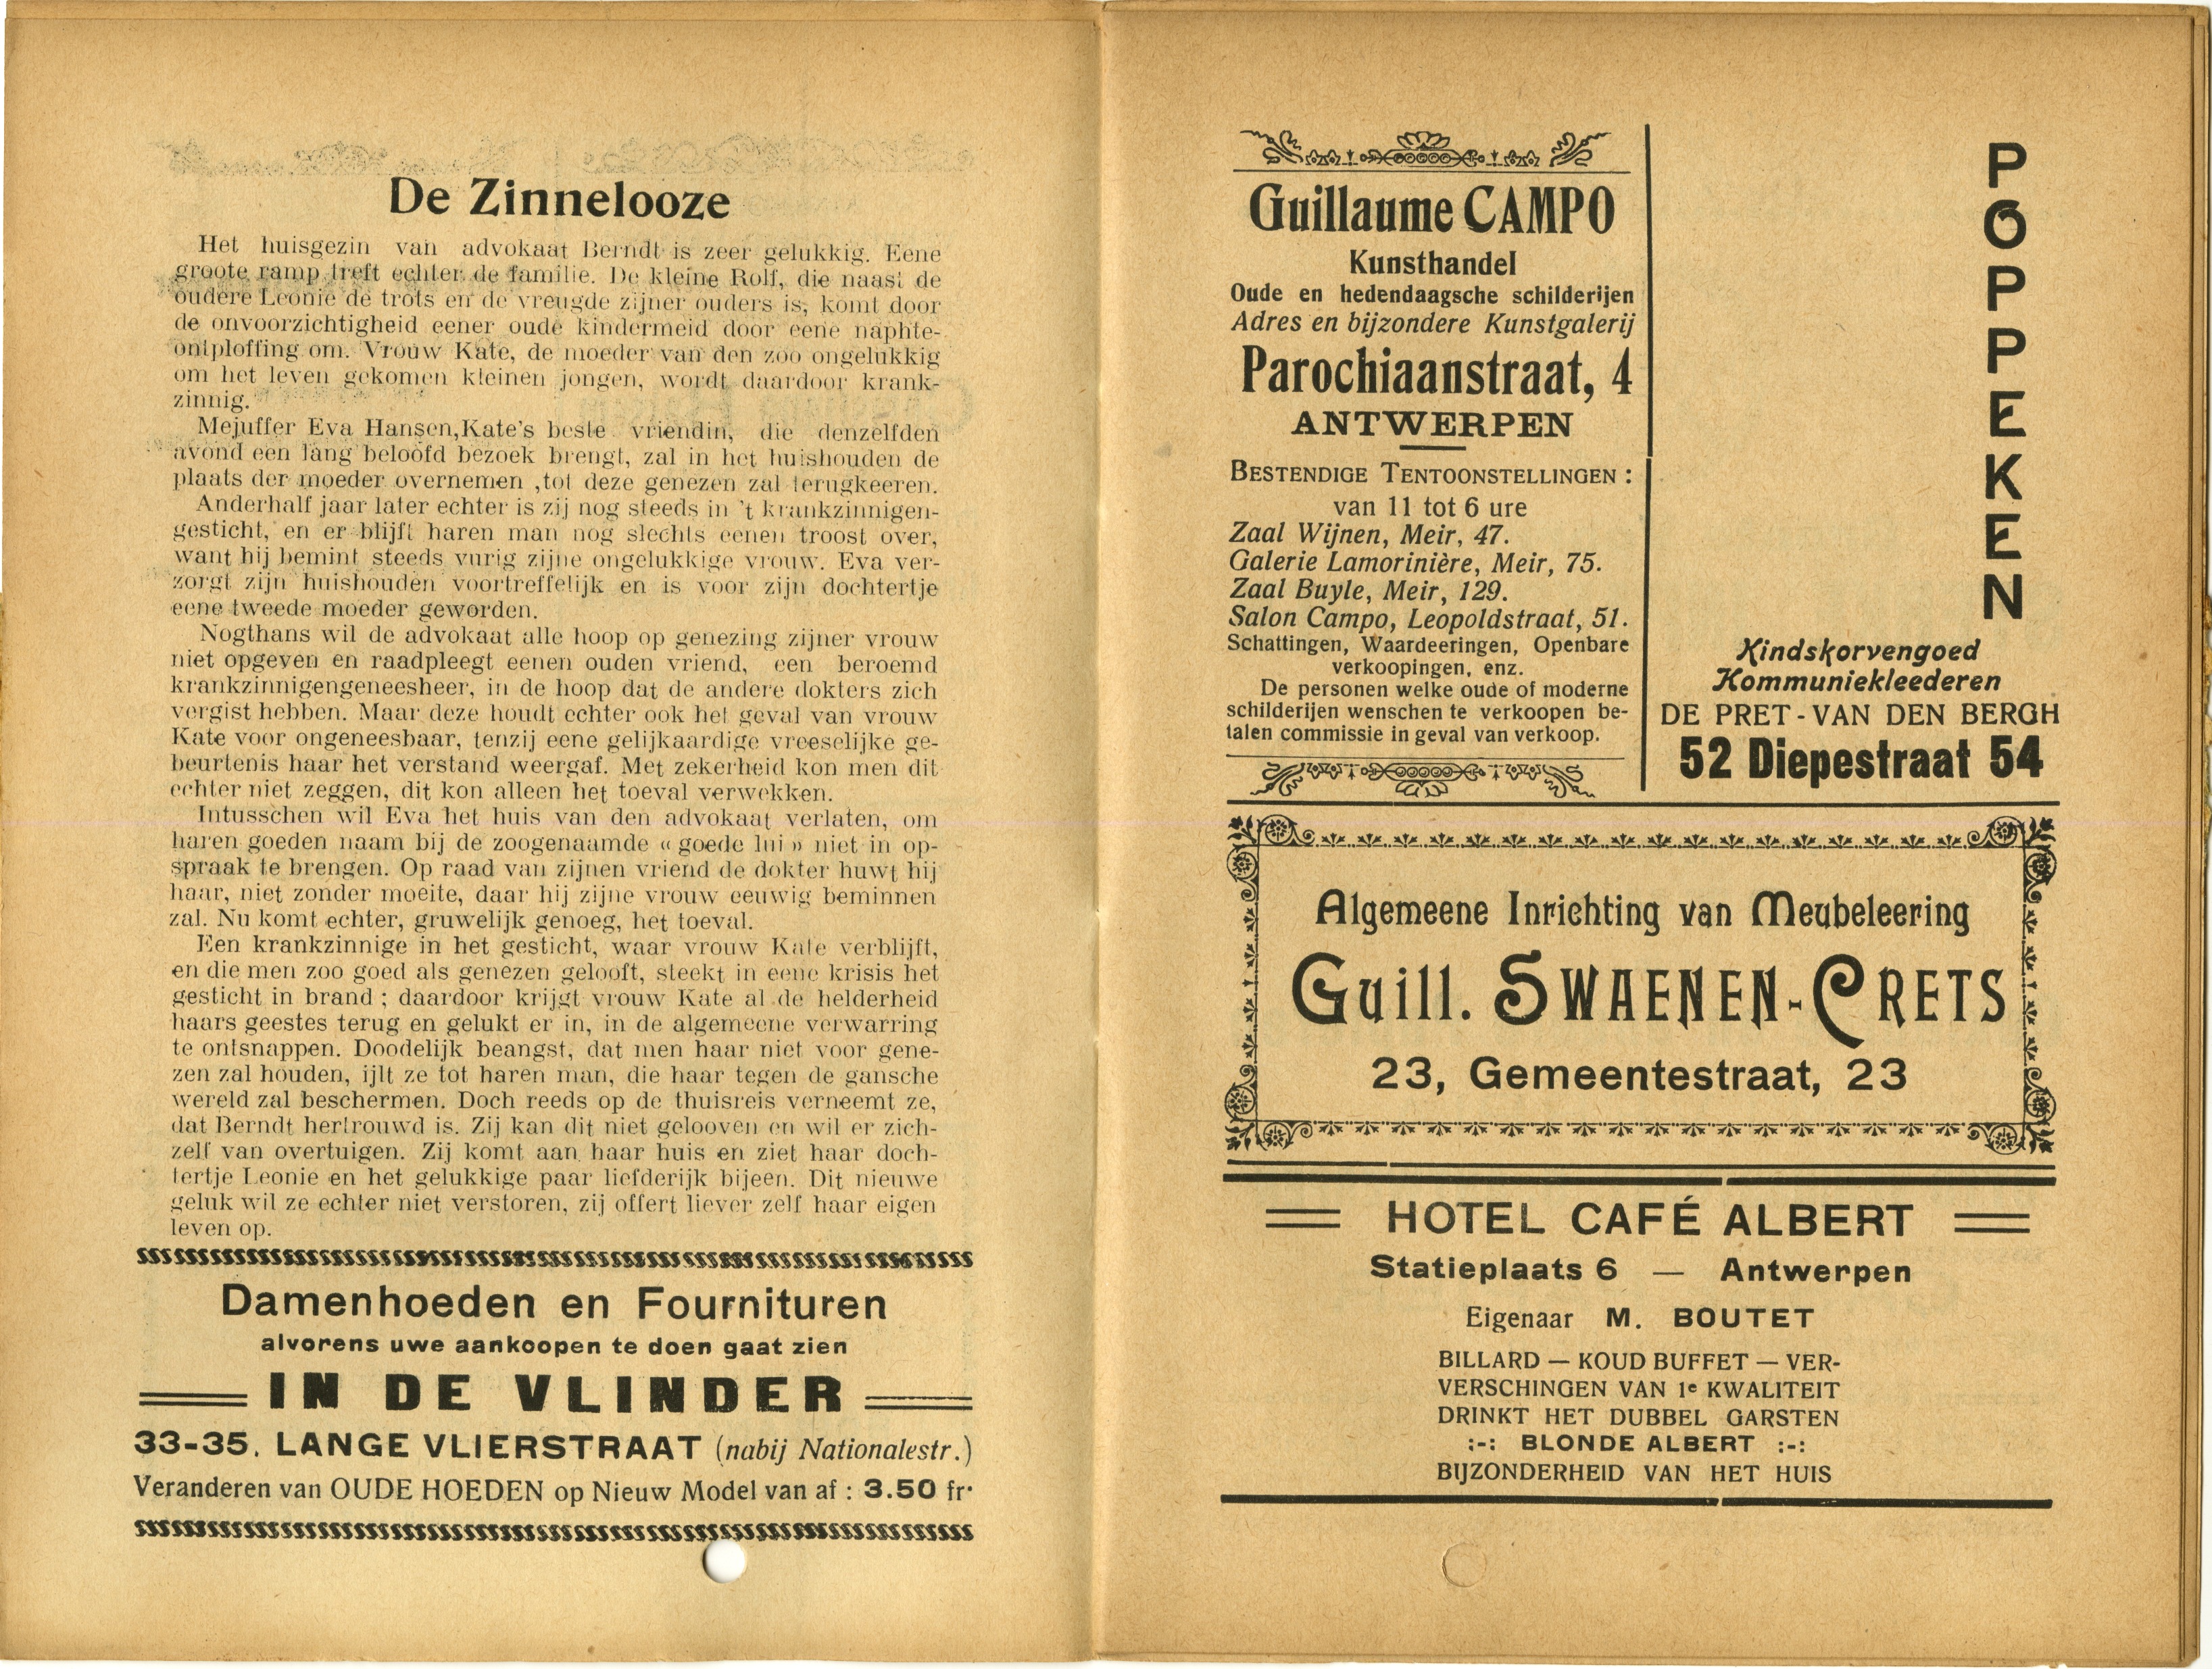 De Zinnelooze
Het huisgezin van advokaat Berndt is zeer gelukkig. Eene
groote ramp treft echter de familie. De kleine Rolf, die naast de
oudere Leonie de trots en de vreugde zijner ouders is, komt door
de onvoorzichtigheid eener oude kindermeid door eene naphte-
ontploffing om. Vrouw Kate, de moeder van den zoo ongelukkig
om het leven gekomen kleinen jongen, wordt daardoor krank-
zinnig.
Mejuffer Eva Hansen,Kate's beste vriendin, die denzelfden
avond een lang beloofd bezoek brengt, zal in het huishouden de
plaats der moeder overnemen ,tot deze genezen zal terugkeeren.
Anderhalf jaar later echter is zij nog steeds in 't krankzinnigen-
gesticht, en er blijft haren man nog slechts eenen troost over,
want hij bemint steeds vurig zijne ongelukkige vrouw. Eva ver-
zorgt zijn huishouden voortreffelijk en is voor zijn dochtertje
eene tweede moeder geworden.
Nogthans wil de advokaat alle hoop op genezing zijner vrouw
niet opgeven en raadpleegt eenen ouden vriend, een beroemd
krankzinnigengeneesheer, in de hoop dat de andere dokters zich
vergist hebben. Maar deze houdt echter ook het geval van vrouw
Kate voor ongeneesbaar, tenzij eene gelijkaardige vreeselijke ge-
beurtenis haar het verstand weergaf. Met zekerheid kon men dit
echter niet zeggen, dit kon alleen het toeval verwekken.
Intusschen wil Eva het huis van den advokaat verlaten, om
haren goeden naam bij de zoogenaamde « goede lui » niet in op-
spraak te brengen. Op raad van zijnen vriend de dokter huwt hij
haar, niet zonder moeite, daar hij zijne vrouw eeuwig beminnen
zal. Nu komt echter, gruwelijk genoeg, het toeval.
Een krankzinnige in het gesticht, waar vrouw Kate verblijft,
en die men zoo goed als genezen gelooft, steekt in eene krisis het
gesticht in brand ; daardoor krijgt vrouw Kate al de helderheid
haars geestes terug en gelukt er in, in de algemeene verwarring
te ontsnappen. Doodelijk beangst, dat men haar niet voor gene-
zen zal houden, ijlt ze tot haren man, die haar tegen de gansche
wereld zal beschermen. Doch reeds op de thuisreis verneemt ze,
dat Berndt hertrouwd is. Zij kan dit niet gelooven en wil er zich-
zelf van overtuigen. Zij komt aan haar huis en ziet haar doch-
tertje Leonie en het gelukkige paar liefderijk bijeen. Dit nieuwe
geluk wil ze echter niet verstoren, zij offert liever zelf haar eigen
leven op.
Damenhoeden en Fournituren
alvorens uwe aankoopen te doen gaat zien
IN DE VLINDER
33-35, LANGE VLIERSTRAAT (nabij Nationalestr.)
Veranderen van OUDE HOEDEN op Nieuw Model van af : 3.50 fr.
Guillaume CAMPO
Kunsthandel
Oude en hedendaagsche schilderijen
Adres en bijzondere Kunstgalerij
Parochiaanstraat, 4
ANTWERPEN
BESTENDIGE TENTOONSTELLINGEN :
van 11 tot 6 ure
Zaal Wijnen, Meir, 47.
Galerie Lamorinière, Meir, 75.
Zaal Buyle, Meir, 129.
Salon Campo, Leopoldstraat, 51.
Schattingen, Waardeeringen, Openbare
verkoopingen, enz.
De personen welke oude of moderne
schilderijen wenschen te verkoopen be-
talen commissie in geval van verkoop.
POPPEKEN
Kindskorvengoed
Kommuniekleederen
DE PRET - VAN DEN BERGH
52 Diepestraat 54
Algemeene Inrichting van Meubeleering
Guill. SWAENEN-CRETS
23, Gemeentestraat, 23
HOTEL CAFÉ ALBERT
Statieplaats 6 — Antwerpen
Eigenaar M. BOUTET
BILLARD — KOUD BUFFET — VER-
VERSCHINGEN VAN 1e KWALITEIT
DRINKT HET DUBBEL GARSTEN
:-: BLONDE ALBERT :-:
BIJZONDERHEID VAN HET HUIS